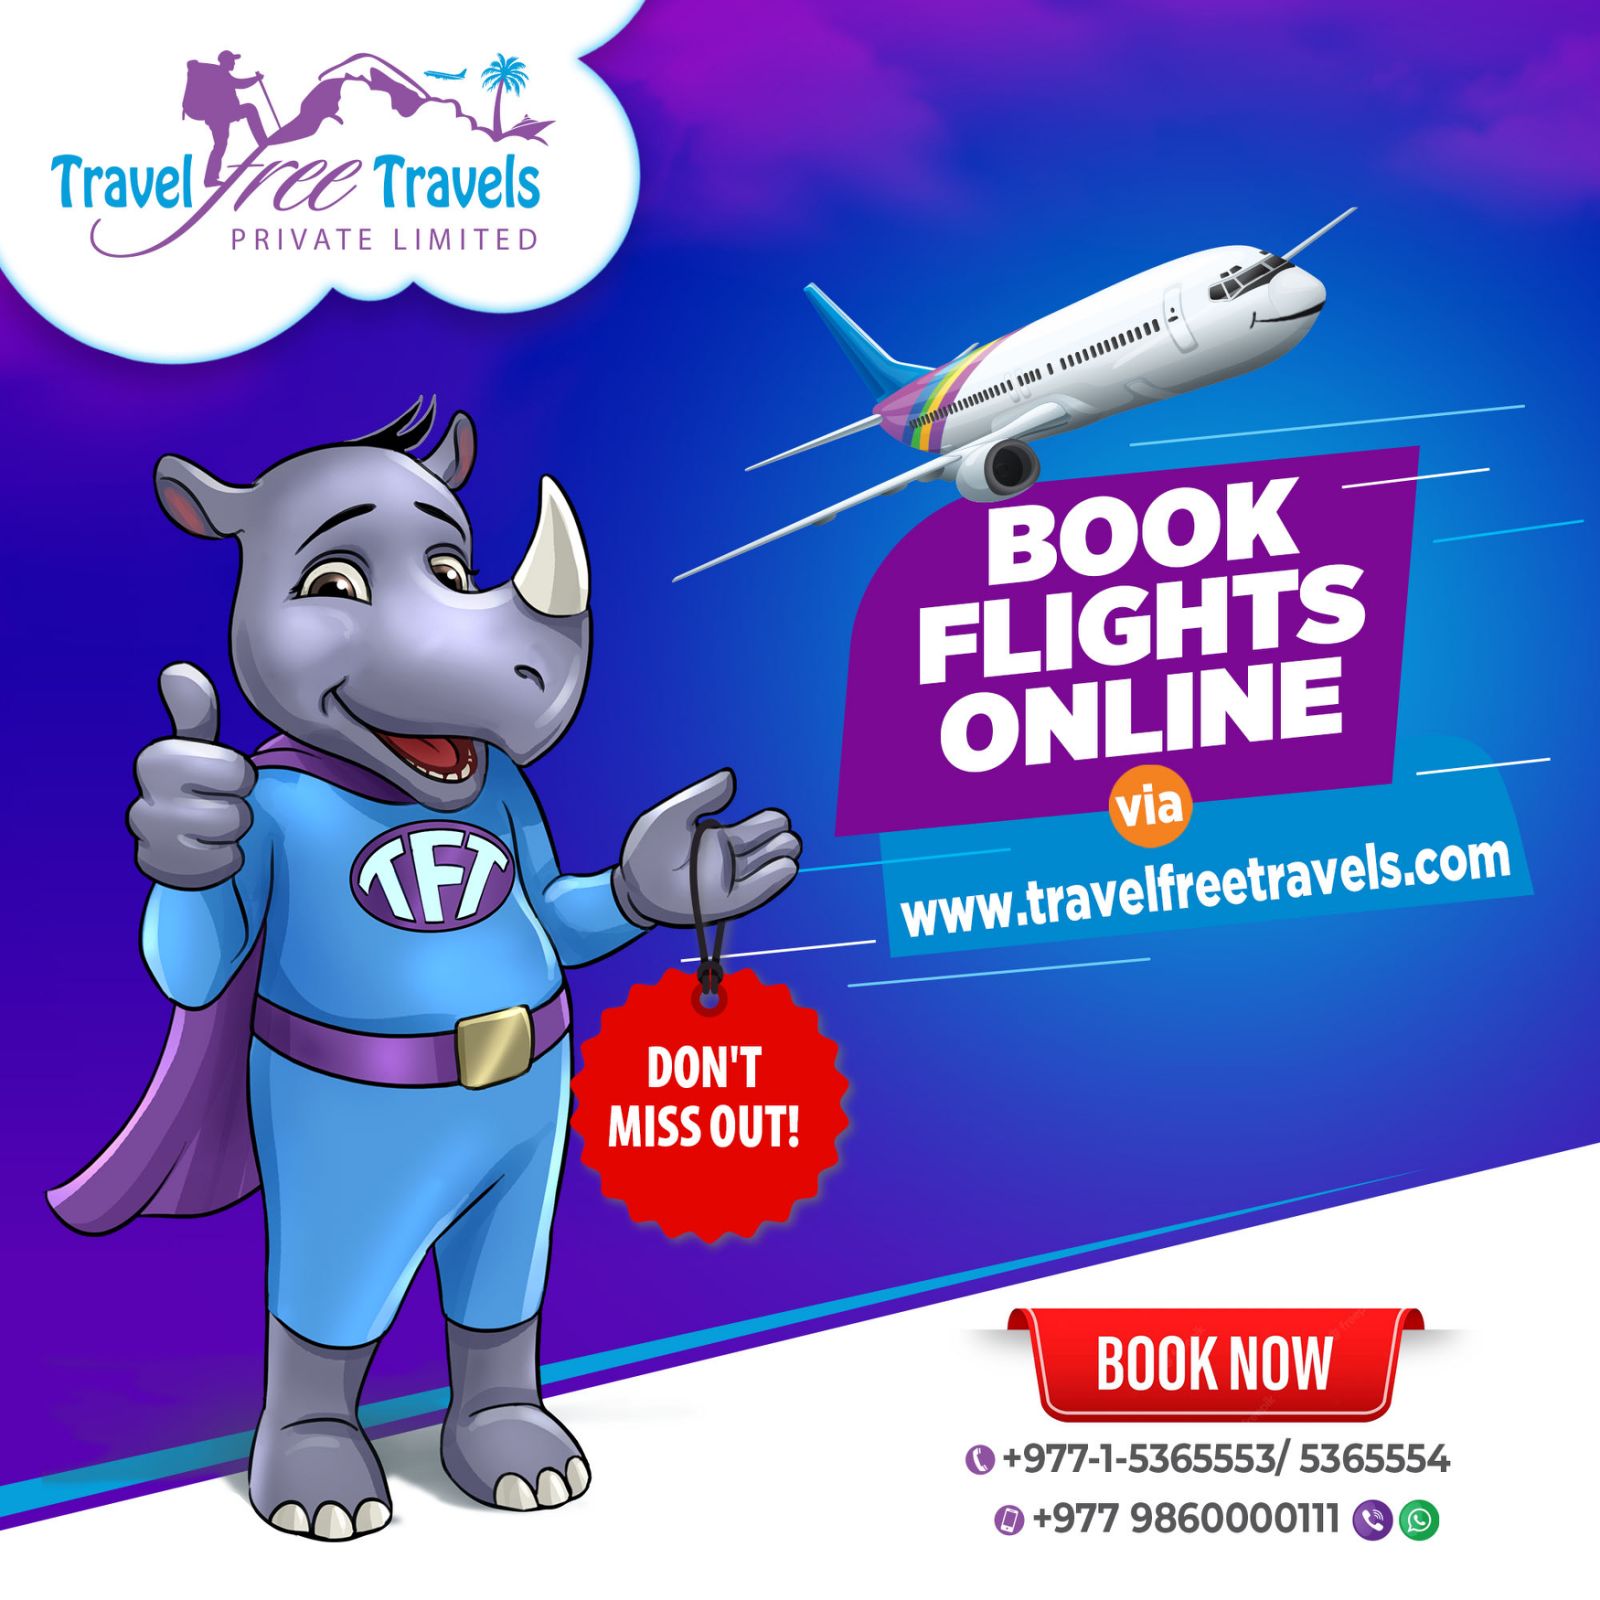 Travel free Travels
PRIVATE LIMITED
BOOK
FLIGHTS
ONLINE
via
www.travelfreetravels.com
TFT
DON'T
MISS OUT!
BOOK NOW
+977-1-5365553/ 5365554
+977 9860000111